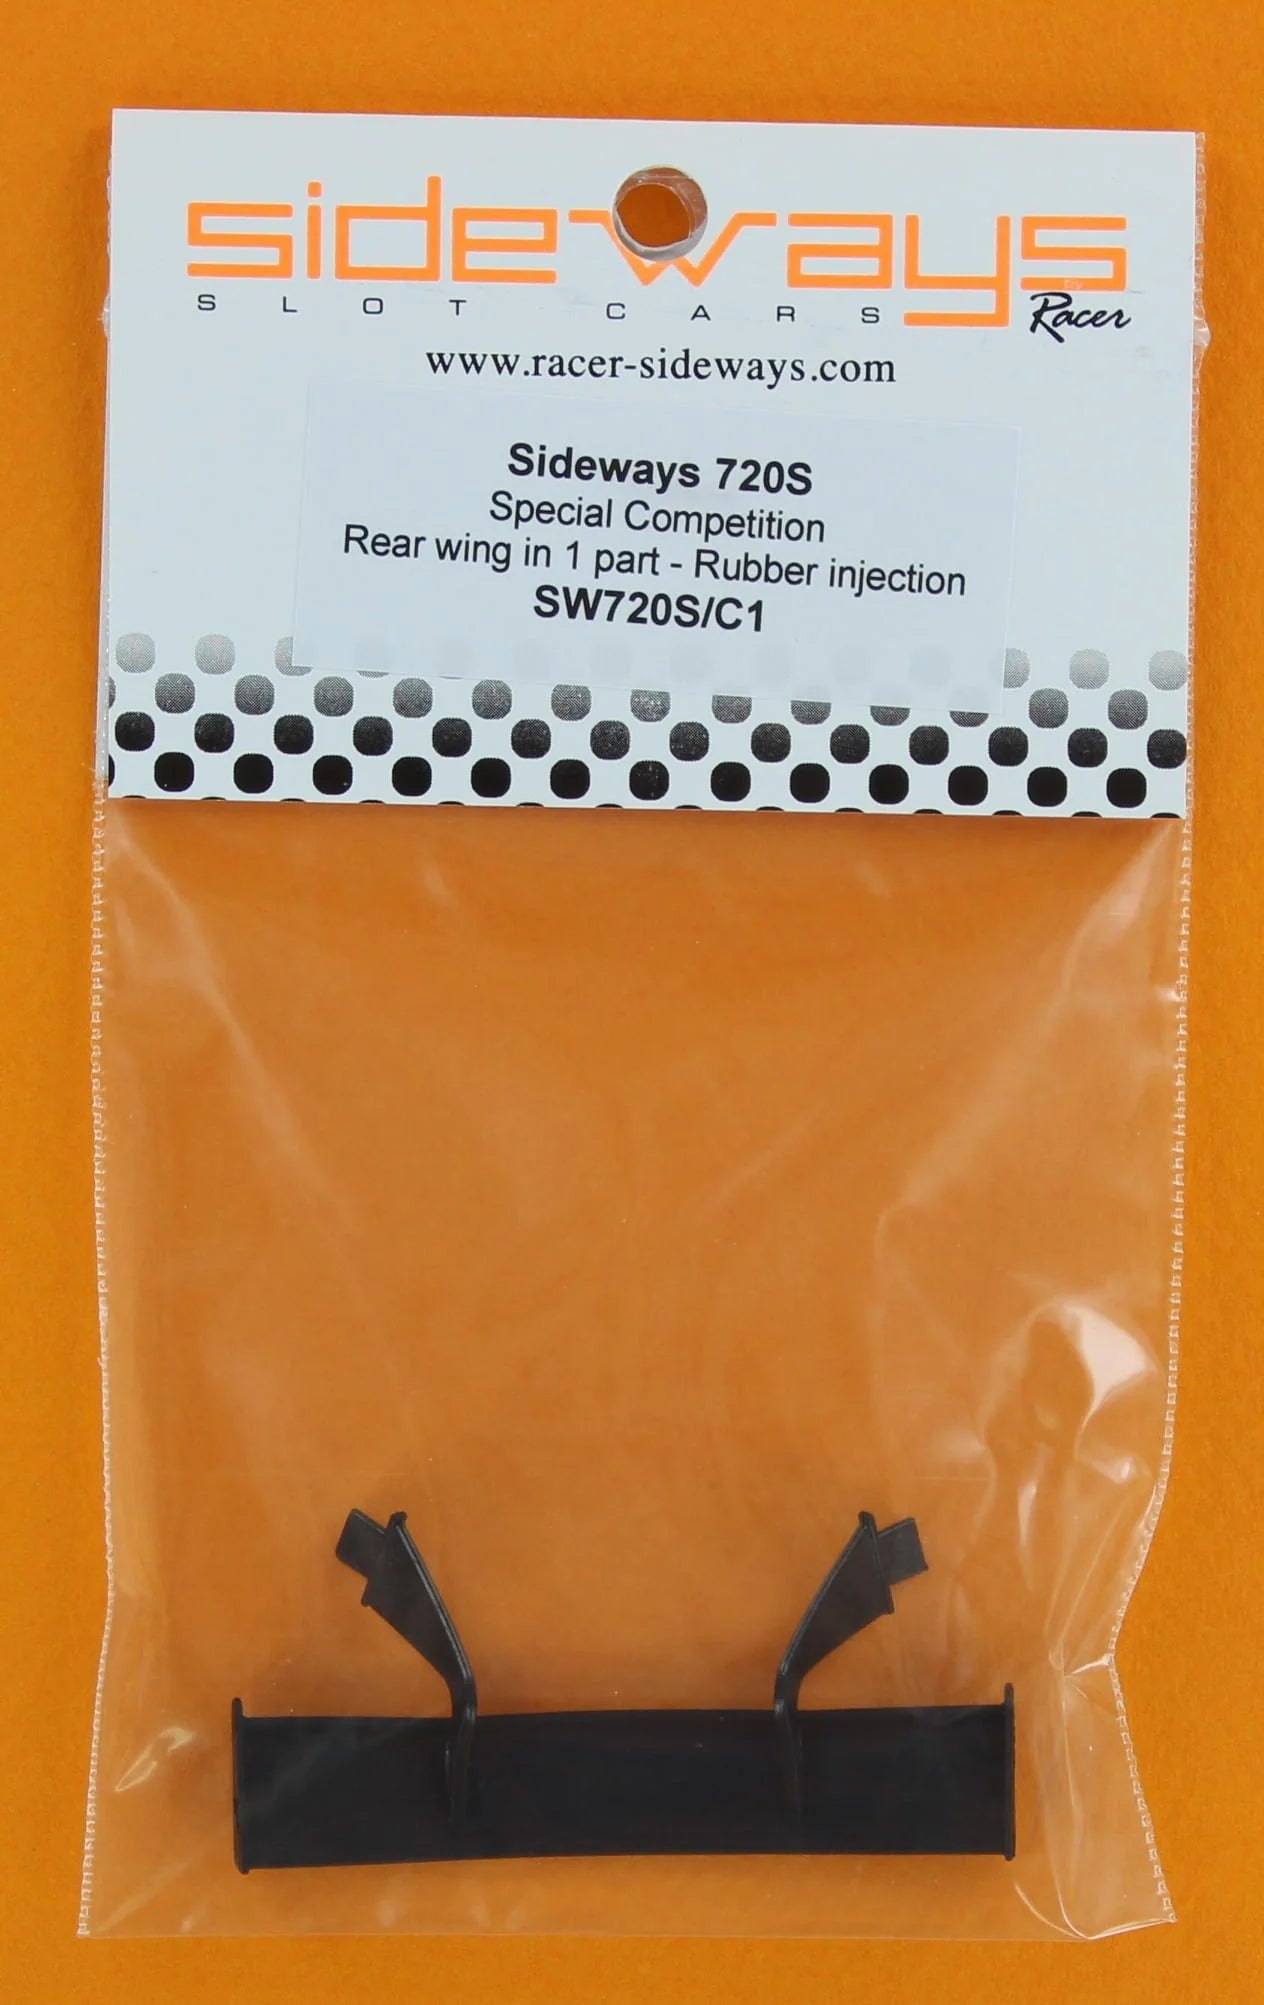 sideways
SLOT CARS Racer
www.racer-sideways.com
Sideways 720S
Special Competition
Rear wing in 1 part - Rubber injection
SW720S/C1